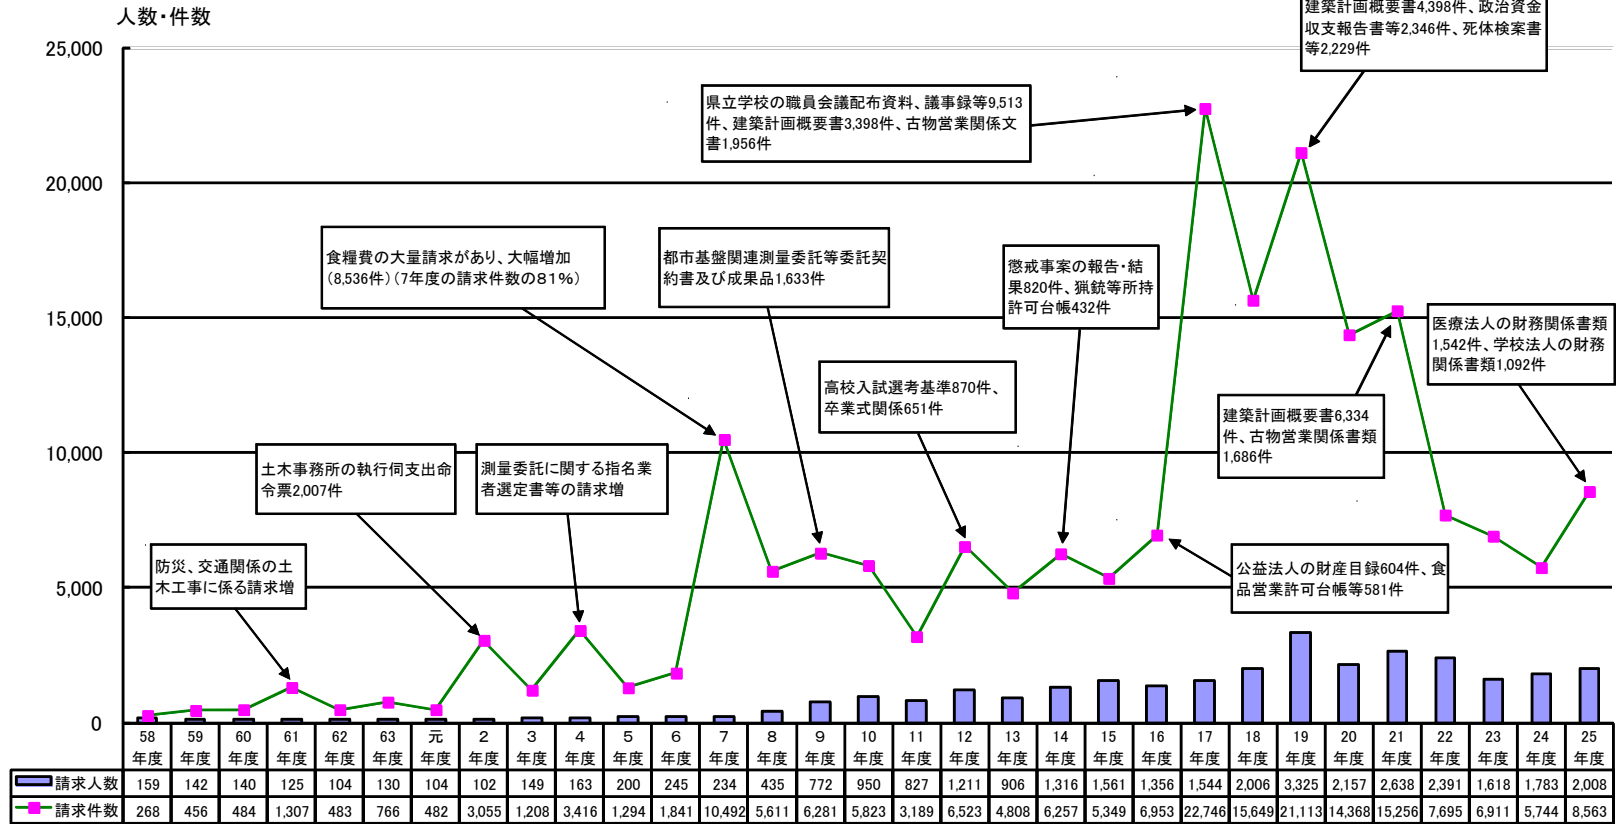 人数・件数
建築計画概要書4,398件、政治資金
収支報告書等2,346件、死体検案書
等2,229件
県立学校の職員会議配布資料、議事録等9,513
件、建築計画概要書3,398件、古物営業関係文
書1,956件
食糧費の大量請求があり、大幅増加
(8,536件)(7年度の請求件数の81%)
都市基盤関連測量委託等委託契
約書及び成果品1,633件
懲戒事案の報告・結
果820件、猟銃等所持
許可台帳432件
医療法人の財務関係書類
1,542件、学校法人の財務
関係書類1,092件
高校入試選考基準870件、
卒業式関係651件
建築計画概要書6,334
件、古物営業関係書類
1,686件
土木事務所の執行伺支出命
令票2,007件
測量委託に関する指名業
者選定書等の請求増
防災、交通関係の土
木工事に係る請求増
公益法人の財産目録604件、食
品営業許可台帳等581件
25,000
20,000
15,000
10,000
5,000
0
58 59 60 61 62 63 元 2 3 4 5 6 7 8 9 10 11 12 13 14 15 16 17 18 19 20 21 22 23 24 25
年度 年度 年度 年度 年度 年度 年度 年度 年度 年度 年度 年度 年度 年度 年度 年度 年度 年度 年度 年度 年度 年度 年度 年度 年度 年度 年度 年度 年度 年度 年度
請求人数 159 142 140 125 104 130 104 102 149 163 200 245 234 435 772 950 827 1,211 906 1,316 1,561 1,356 1,544 2,006 3,325 2,157 2,638 2,391 1,618 1,783 2,008
請求件数 268 456 484 1,307 483 766 482 3,055 1,208 3,416 1,294 1,841 10,492 5,611 6,281 5,823 3,189 6,523 4,808 6,257 5,349 6,953 22,746 15,649 21,113 14,368 15,256 7,695 6,911 5,744 8,563